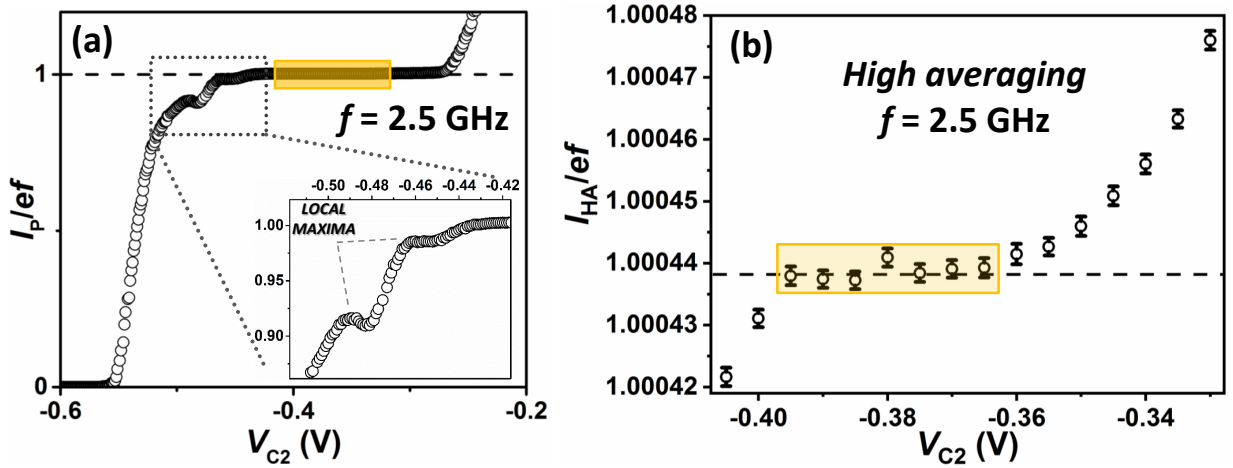 (a)
1
f = 2.5 GHz
I_P/ef
-0.50 -0.48 -0.46 -0.44 -0.42
LOCAL
MAXIMA
1.00
0.95
0.90
0
-0.6 -0.4 -0.2
V_C2 (V)
(b)
High averaging
f = 2.5 GHz
I_HA/ef
1.00048
1.00047
1.00046
1.00045
1.00044
1.00043
1.00042
-0.40 -0.38 -0.36 -0.34
V_C2 (V)